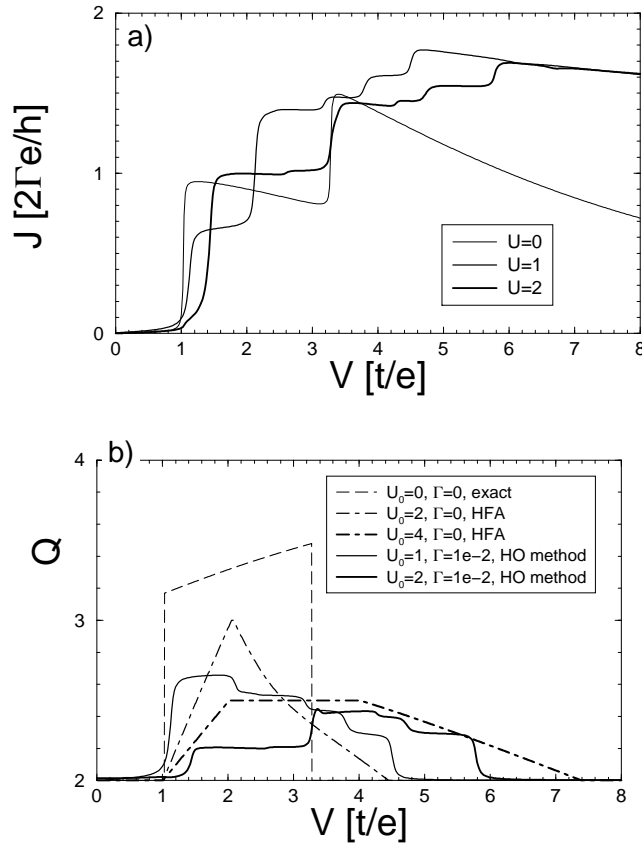 a)
J [2Γe/h]
2
1
0
U=0
U=1
U=2
0 1 2 3 4 5 6 7 8
V [t/e]
b)
Q
4
3
2
U₀=0, Γ=0, exact
U₀=2, Γ=0, HFA
U₀=4, Γ=0, HFA
U₀=1, Γ=1e−2, HO method
U₀=2, Γ=1e−2, HO method
0 1 2 3 4 5 6 7 8
V [t/e]